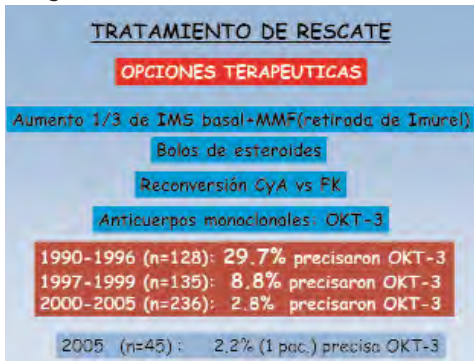 TRATAMIENTO DE RESCATE
OPCIONES TERAPEUTICAS
Aumento 1/3 de IMS basal+MMF(retirada de Imurel)
Bolos de esteroides
Reconversión CyA vs FK
Anticuerpos monoclonales: OKT-3
1990-1996 (n=128): 29.7% precisaron OKT-3
1997-1999 (n=135): 8.8% precisaron OKT-3
2000-2005 (n=236): 2.8% precisaron OKT-3
2005 (n=45): 2.2% (1 pac.) precisa OKT-3